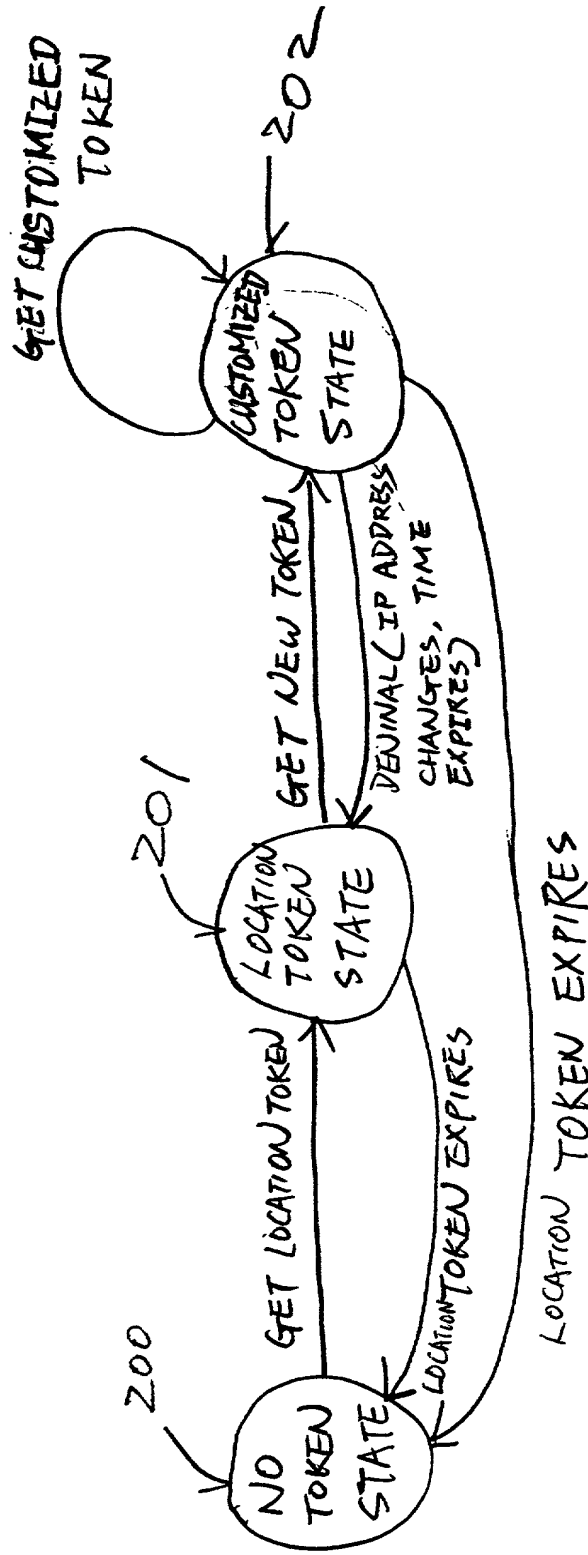 200
NO
TOKEN
STATE
GET LOCATION TOKEN
LOCATION TOKEN EXPIRES
201
LOCATION
TOKEN
STATE
GET NEW TOKEN
DENINAL (IP ADDRESS
CHANGES, TIME
EXPIRES)
GET CUSTOMIZED
TOKEN
CUSTOMIZED
TOKEN
STATE
202
LOCATION TOKEN EXPIRES